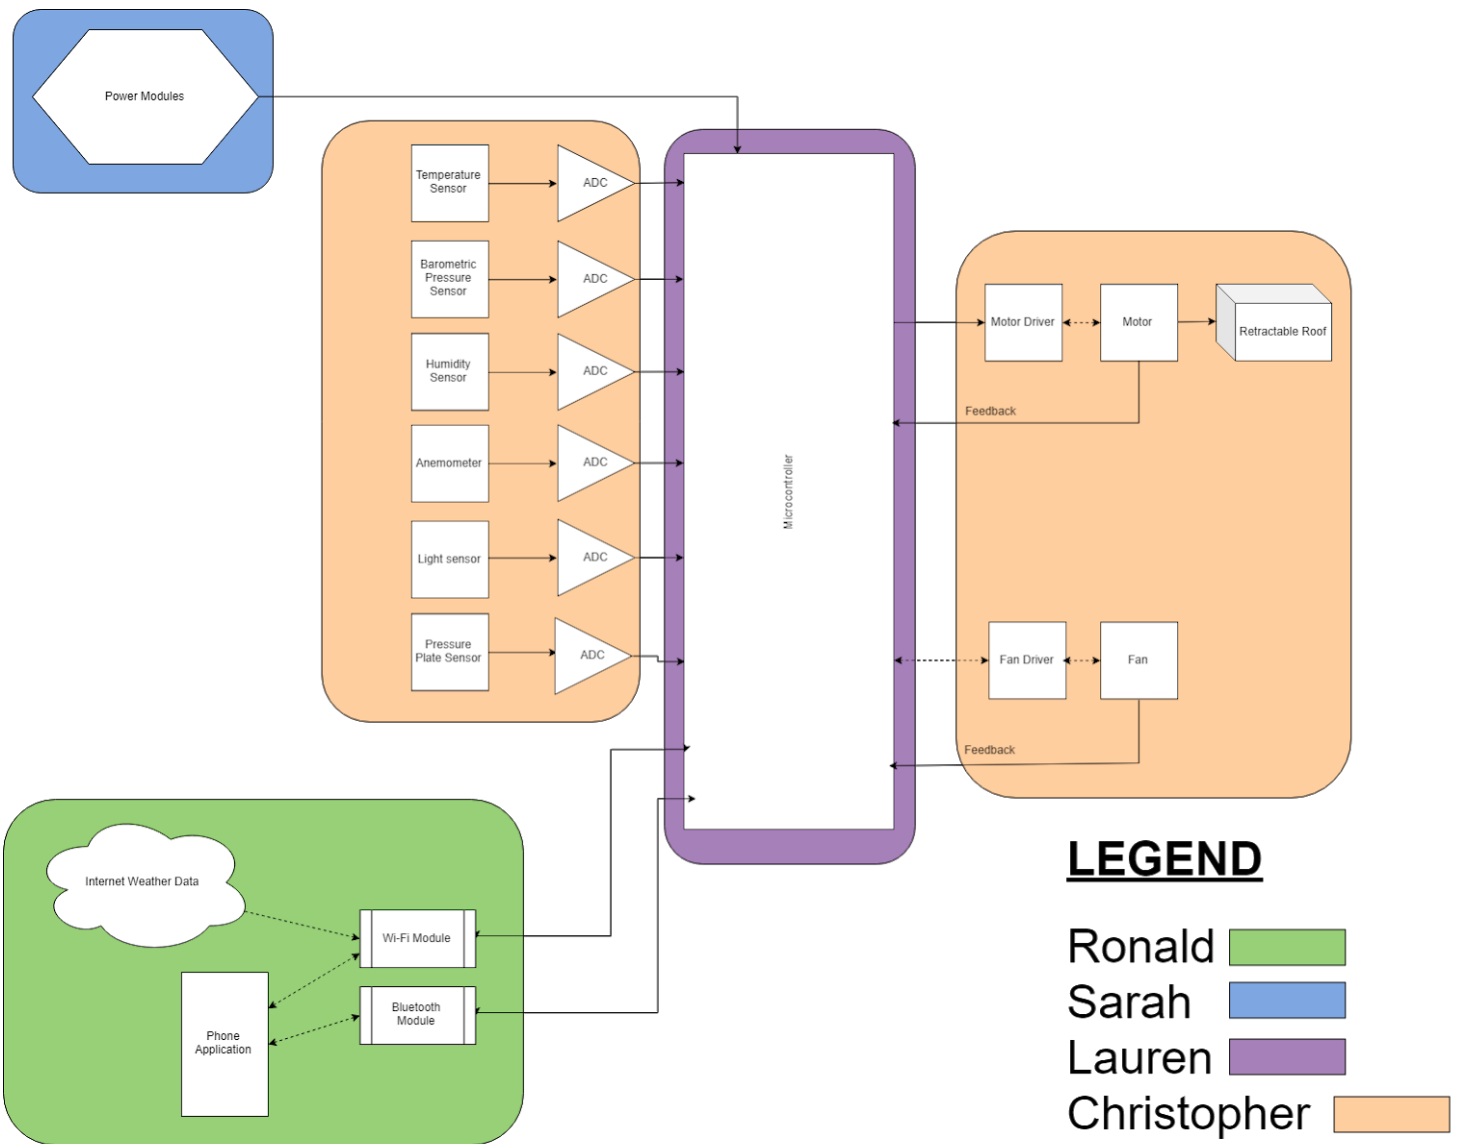 Power Modules
Temperature
Sensor
ADC
Barometric
Pressure
Sensor
ADC
Humidity
Sensor
ADC
Anemometer
ADC
Light sensor
ADC
Pressure
Plate Sensor
ADC
Microcontroller
Motor Driver
Motor
Retractable Roof
Feedback
Fan Driver
Fan
Feedback
Internet Weather Data
Wi-Fi Module
Bluetooth
Module
Phone
Application
LEGEND
Ronald
Sarah
Lauren
Christopher